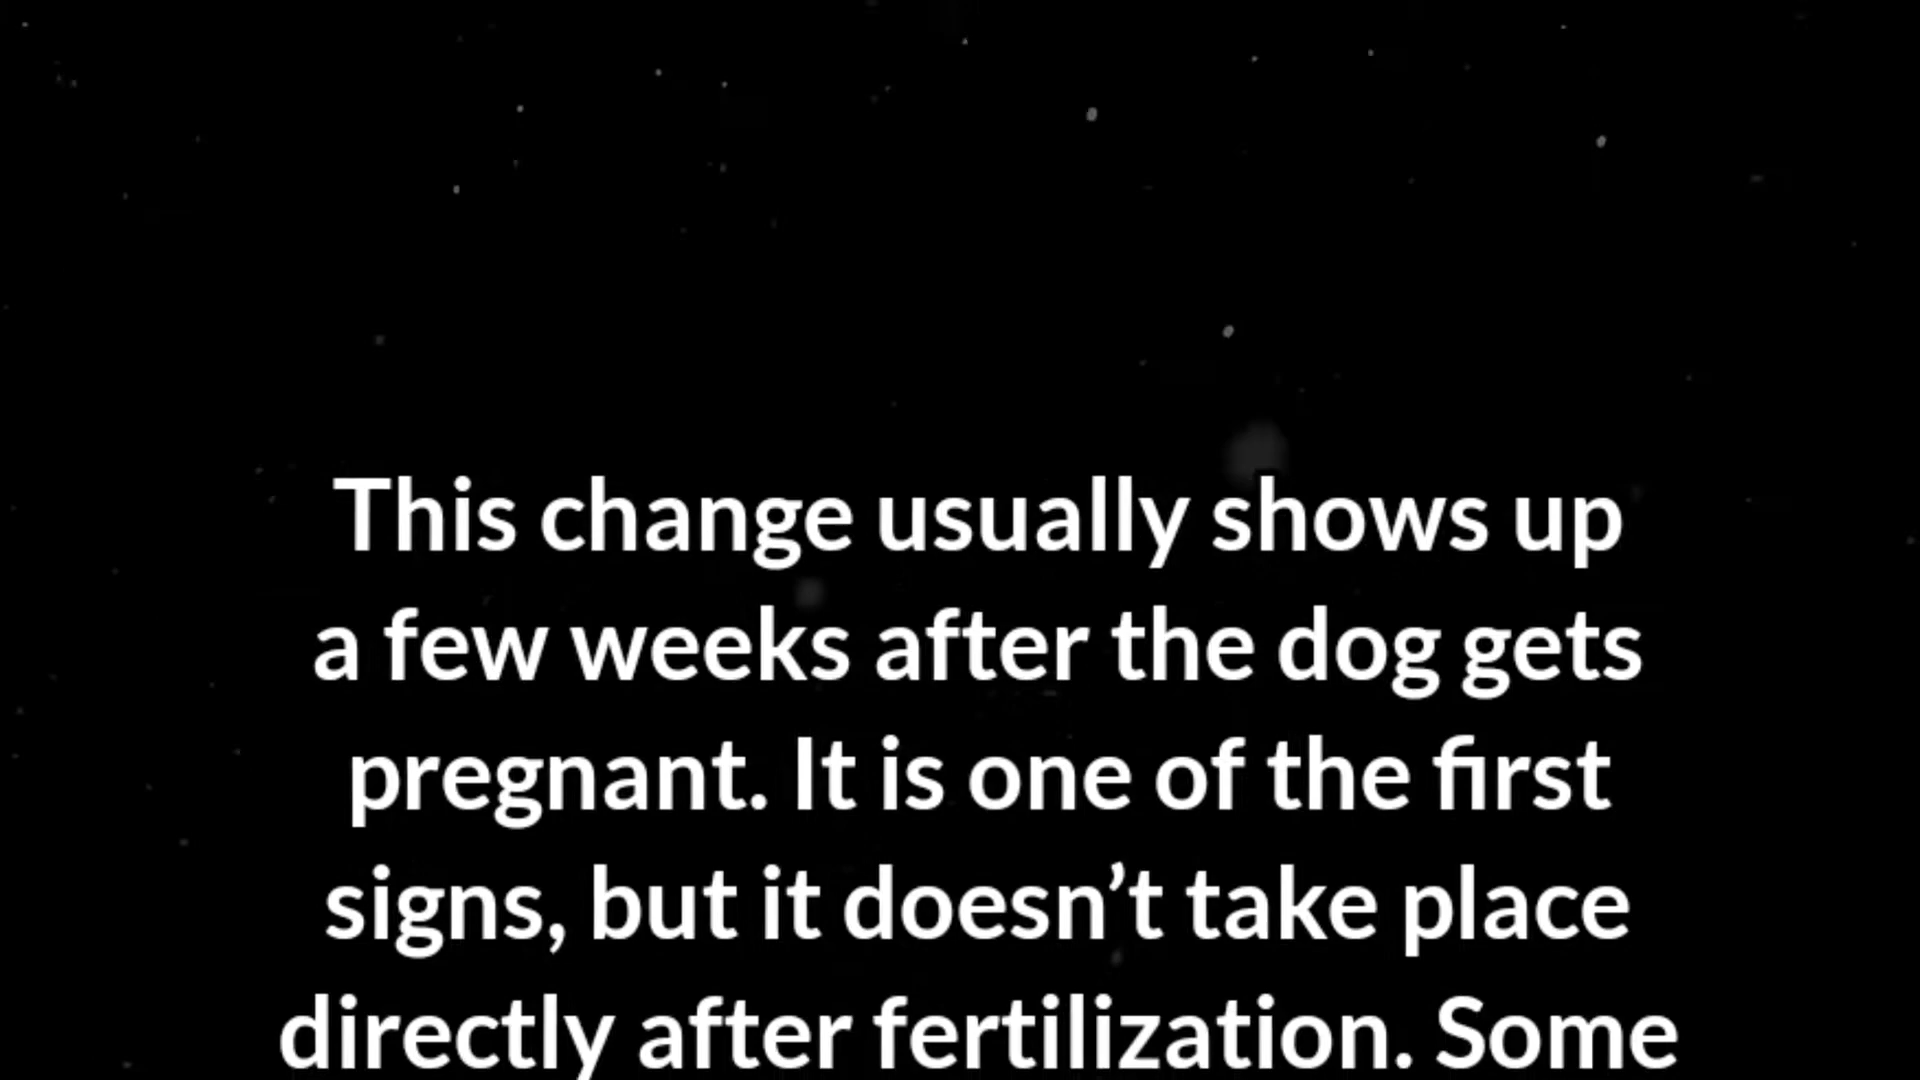 This change usually shows up
a few weeks after the dog gets
pregnant. It is one of the first
signs, but it doesn’t take place
directly after fertilization. Some